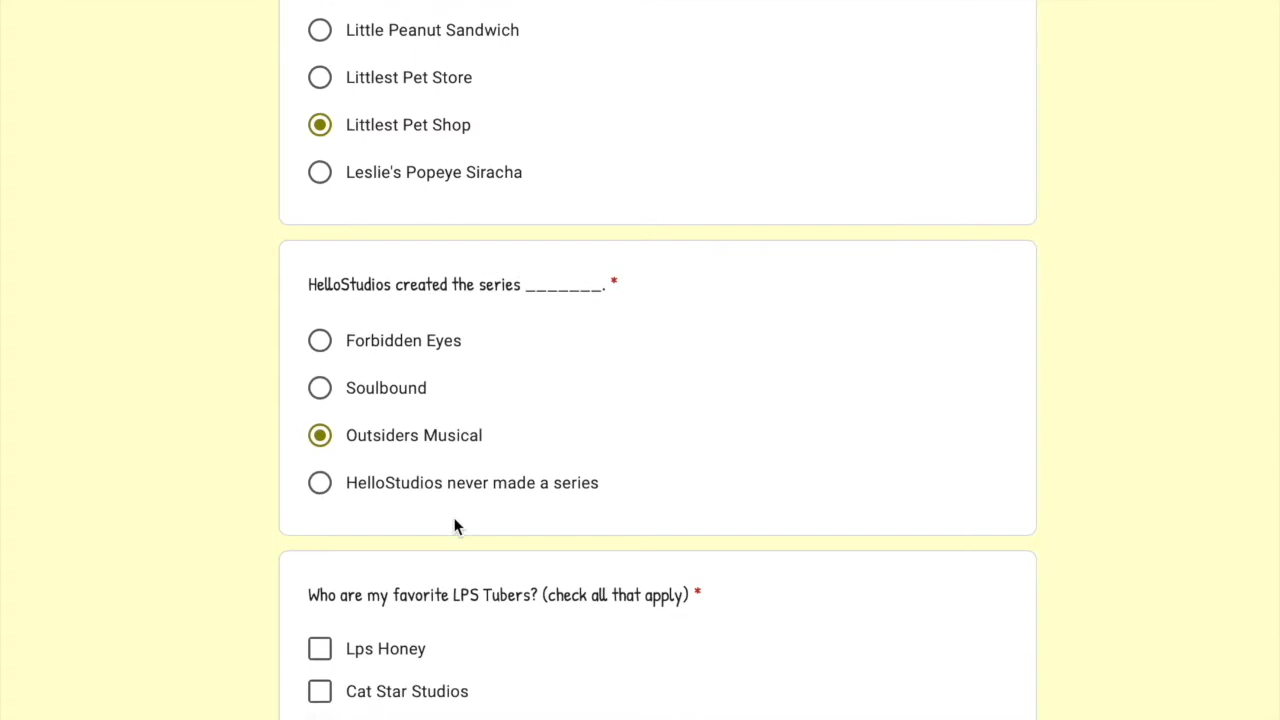 Little Peanut Sandwich
Littlest Pet Store
Littlest Pet Shop
Leslie's Popeye Siracha
HelloStudios created the series _______. *
Forbidden Eyes
Soulbound
Outsiders Musical
HelloStudios never made a series
Who are my favorite LPS Tubers? (check all that apply) *
Lps Honey
Cat Star Studios